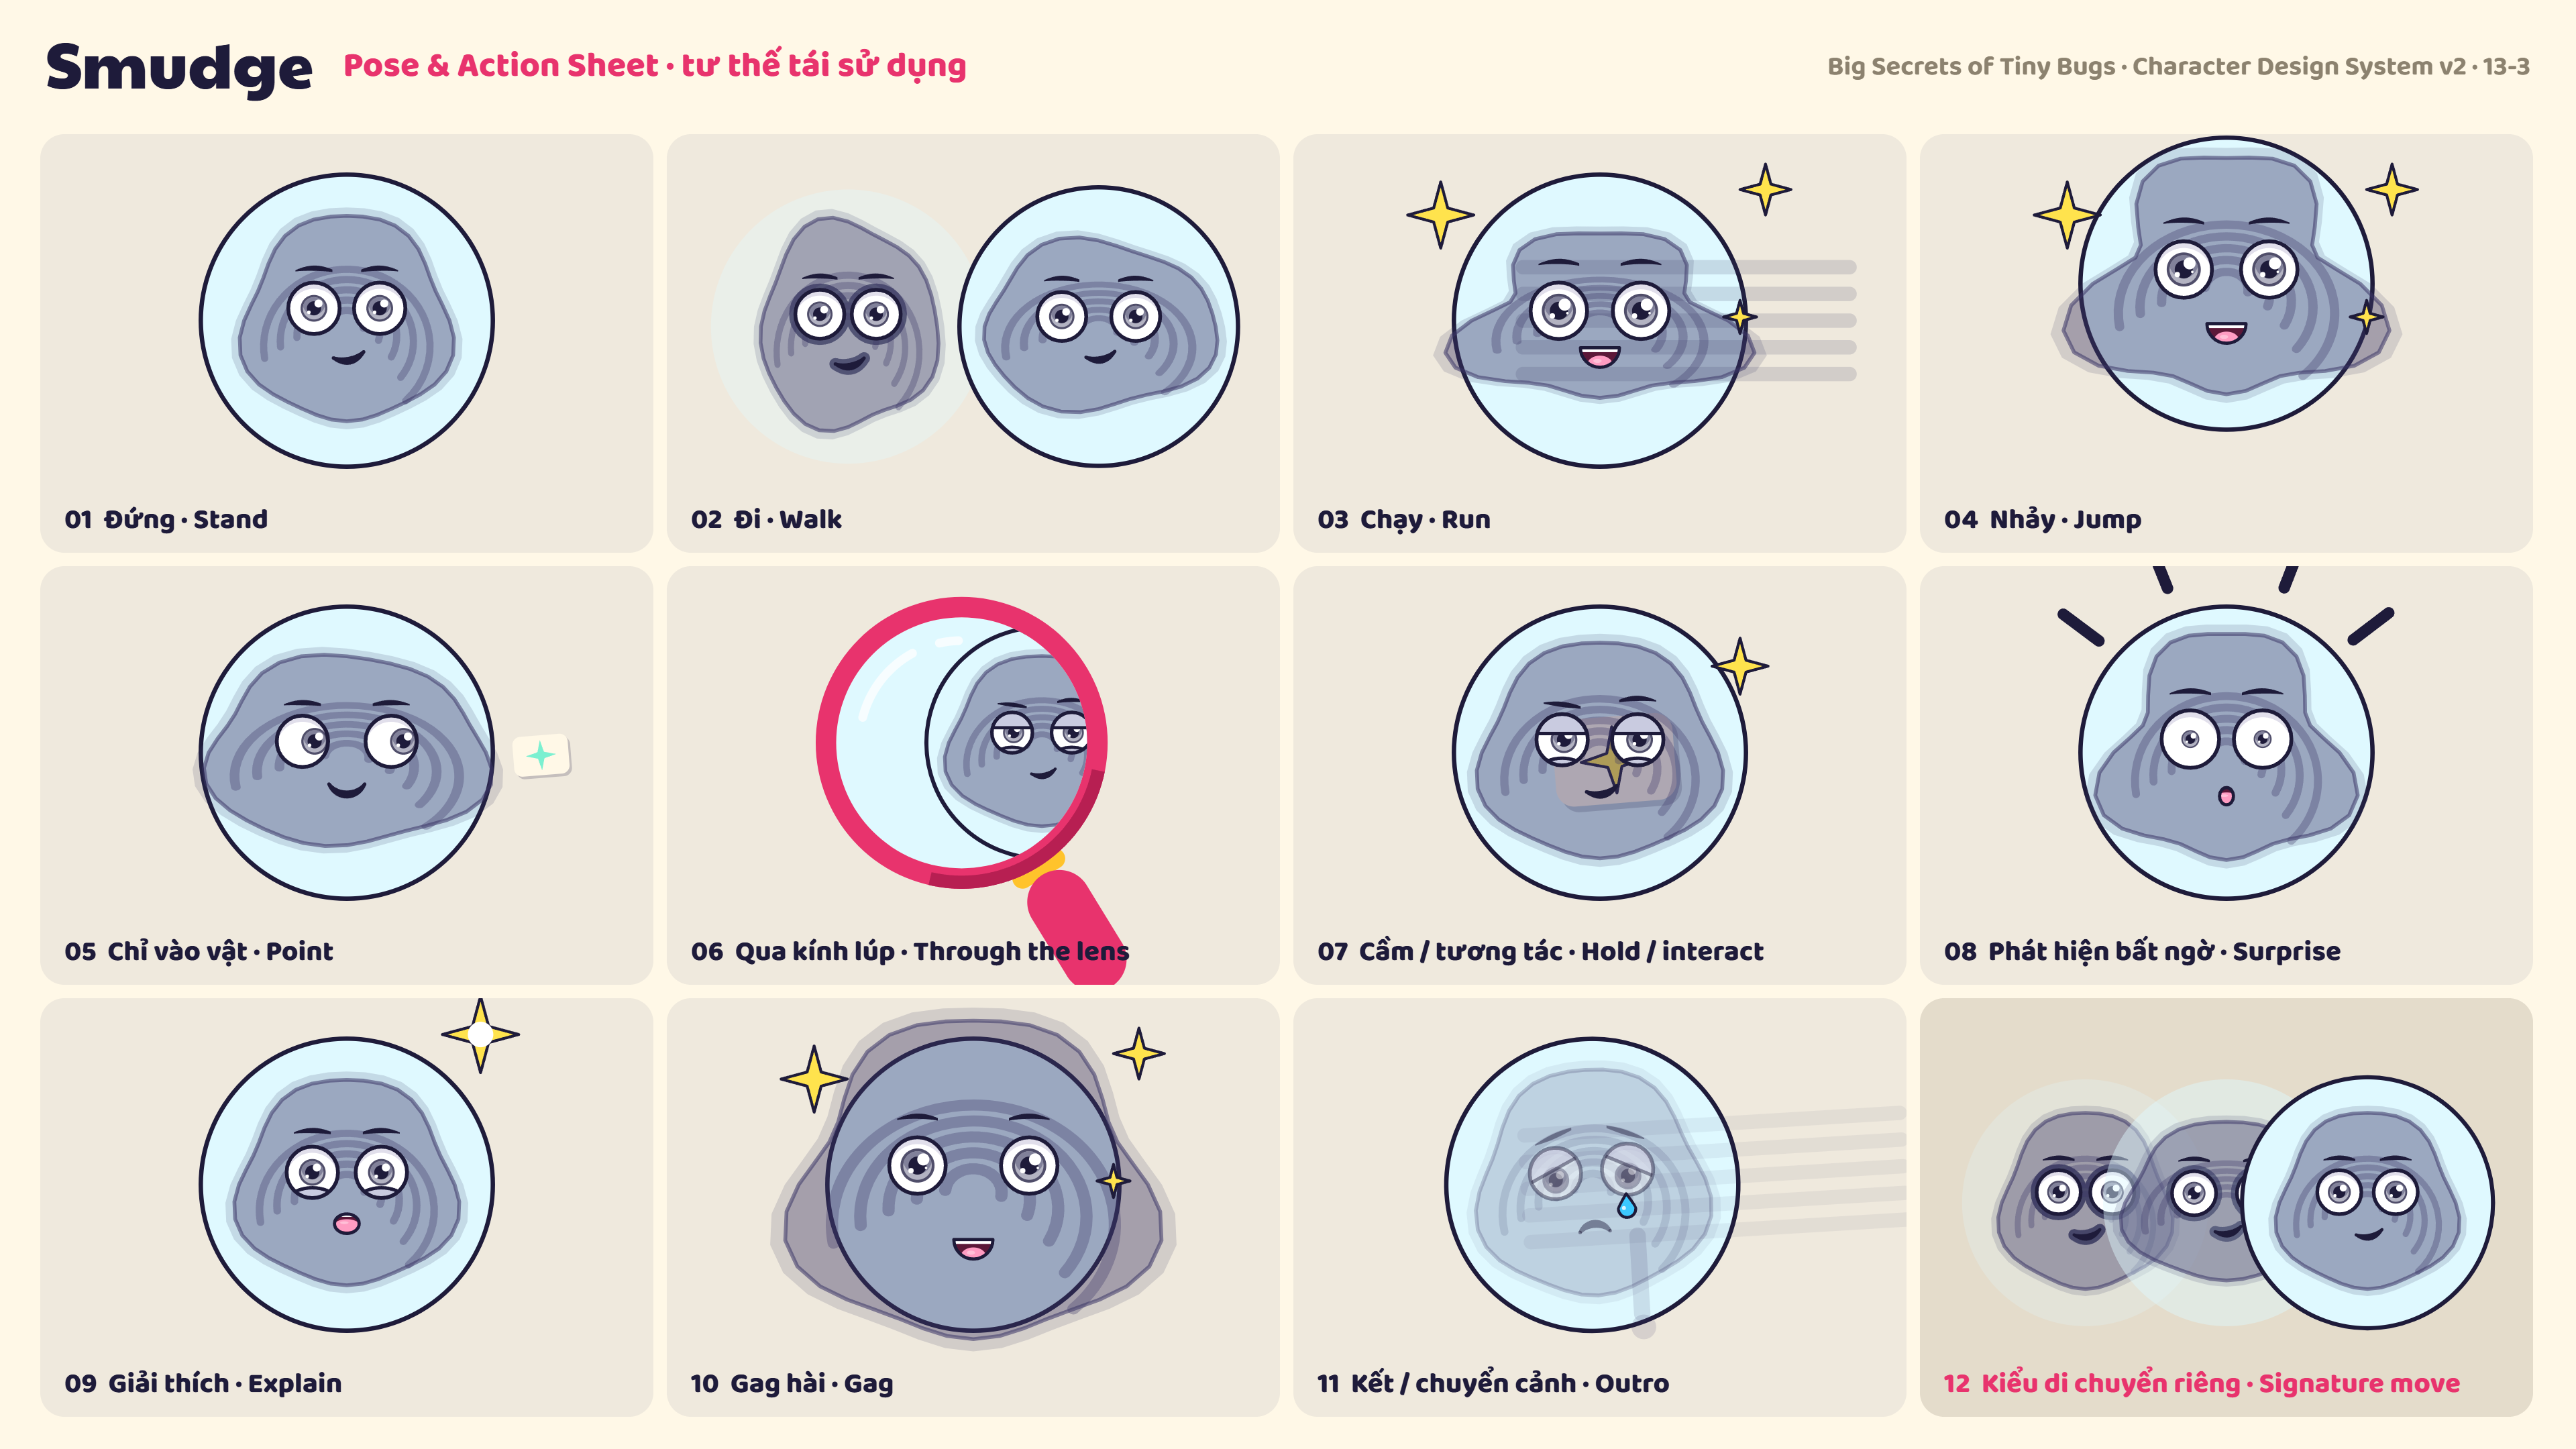 Smudge
Pose & Action Sheet · tư thế tái sử dụng
Big Secrets of Tiny Bugs · Character Design System v2 · 13-3
01 Đứng · Stand
02 Đi · Walk
03 Chạy · Run
04 Nhảy · Jump
05 Chỉ vào vật · Point
06 Qua kính lúp · Through the lens
07 Cầm / tương tác · Hold / interact
08 Phát hiện bất ngờ · Surprise
09 Giải thích · Explain
10 Gag hài · Gag
11 Kết / chuyển cảnh · Outro
12 Kiểu di chuyển riêng · Signature move